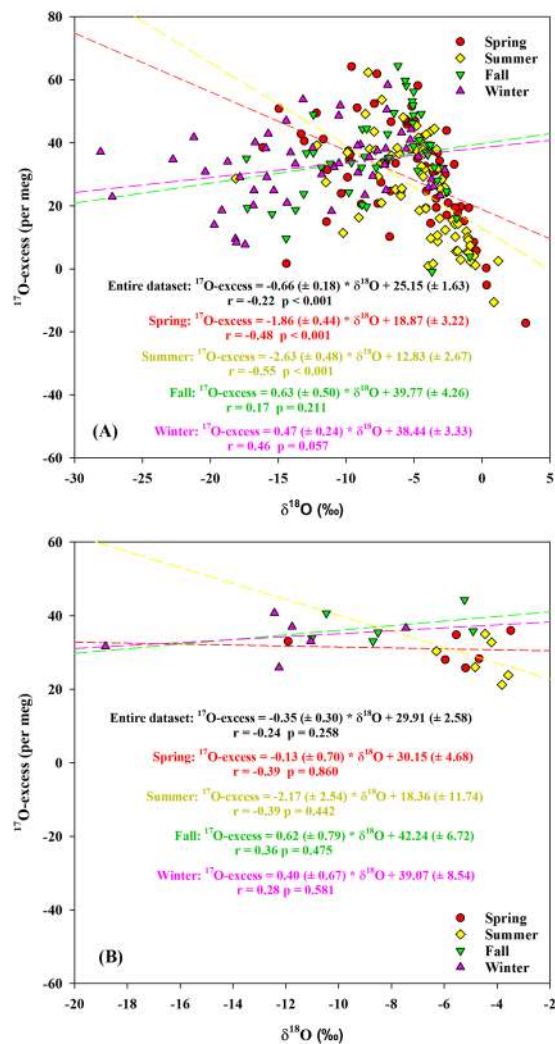 80
60
40
20
0
-20
-40
-60
¹⁷O-excess (per meg)
Spring
Summer
Fall
Winter
Entire dataset: ¹⁷O-excess = -0.66 (± 0.18) * δ¹⁸O + 25.15 (± 1.63)
r = -0.22 p < 0.001
Spring: ¹⁷O-excess = -1.86 (± 0.44) * δ¹⁸O + 18.87 (± 3.22)
r = -0.48 p < 0.001
Summer: ¹⁷O-excess = -2.63 (± 0.48) * δ¹⁸O + 12.83 (± 2.67)
r = -0.55 p < 0.001
Fall: ¹⁷O-excess = 0.63 (± 0.50) * δ¹⁸O + 39.77 (± 4.26)
r = 0.17 p = 0.211
Winter: ¹⁷O-excess = 0.47 (± 0.24) * δ¹⁸O + 38.44 (± 3.33)
r = 0.46 p = 0.057
(A)
-30 -25 -20 -15 -10 -5 0 5
δ¹⁸O (‰)
60
40
20
0
-20
-40
-60
¹⁷O-excess (per meg)
Entire dataset: ¹⁷O-excess = -0.35 (± 0.30) * δ¹⁸O + 29.91 (± 2.58)
r = -0.24 p = 0.258
Spring: ¹⁷O-excess = -0.13 (± 0.70) * δ¹⁸O + 30.15 (± 4.68)
r = -0.39 p = 0.860
Summer: ¹⁷O-excess = -2.17 (± 2.54) * δ¹⁸O + 18.36 (± 11.74)
r = -0.39 p = 0.442
Fall: ¹⁷O-excess = 0.62 (± 0.79) * δ¹⁸O + 42.24 (± 6.72)
r = 0.36 p = 0.475
Winter: ¹⁷O-excess = 0.40 (± 0.67) * δ¹⁸O + 39.07 (± 8.54)
r = 0.28 p = 0.581
Spring
Summer
Fall
Winter
(B)
-20 -18 -16 -14 -12 -10 -8 -6 -4 -2
δ¹⁸O (‰)